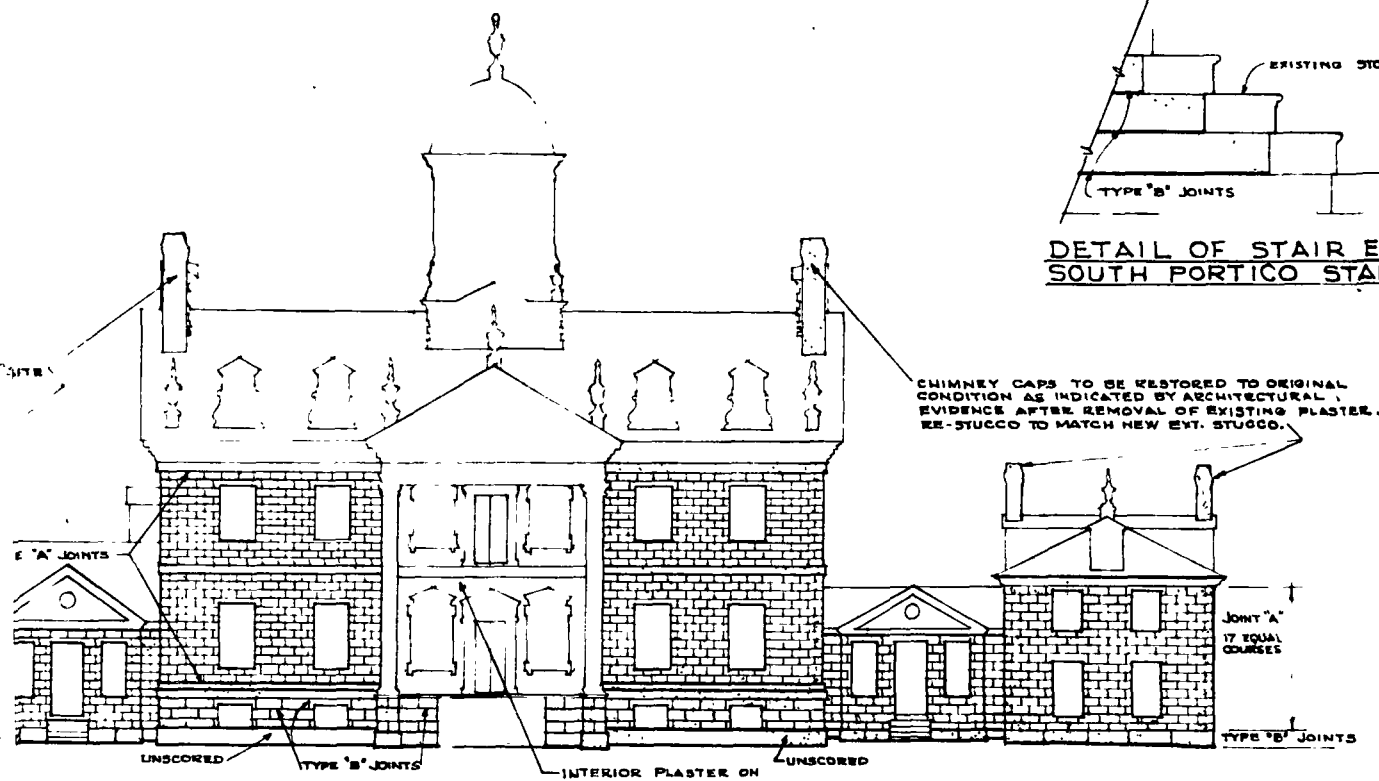 EXISTING STO
TYPE "B" JOINTS
DETAIL OF STAIR E
SOUTH PORTICO STAI
SITE
CHIMNEY CAPS TO BE RESTORED TO ORIGINAL
CONDITION AS INDICATED BY ARCHITECTURAL
EVIDENCE AFTER REMOVAL OF EXISTING PLASTER.
RE-STUCCO TO MATCH NEW EXT. STUCCO.
E "A" JOINTS
JOINT "A"
17 EQUAL
COURSES
TYPE "B" JOINTS
UNSCORED
TYPE "B" JOINTS
INTERIOR PLASTER ON
UNSCORED